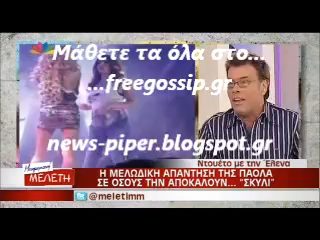 Μάθετε τα όλα στο...
...freegossip.gr
news-piper.blogspot.gr
Ντουέτο με την Έλενα
Μεσημεριανή
ΜΕΛΕΤΗ
Η ΜΕΛΩΔΙΚΗ ΑΠΑΝΤΗΣΗ ΤΗΣ ΠΑΟΛΑ
ΣΕ ΟΣΟΥΣ ΤΗΝ ΑΠΟΚΑΛΟΥΝ... "ΣΚΥΛΙ"
@meletimm